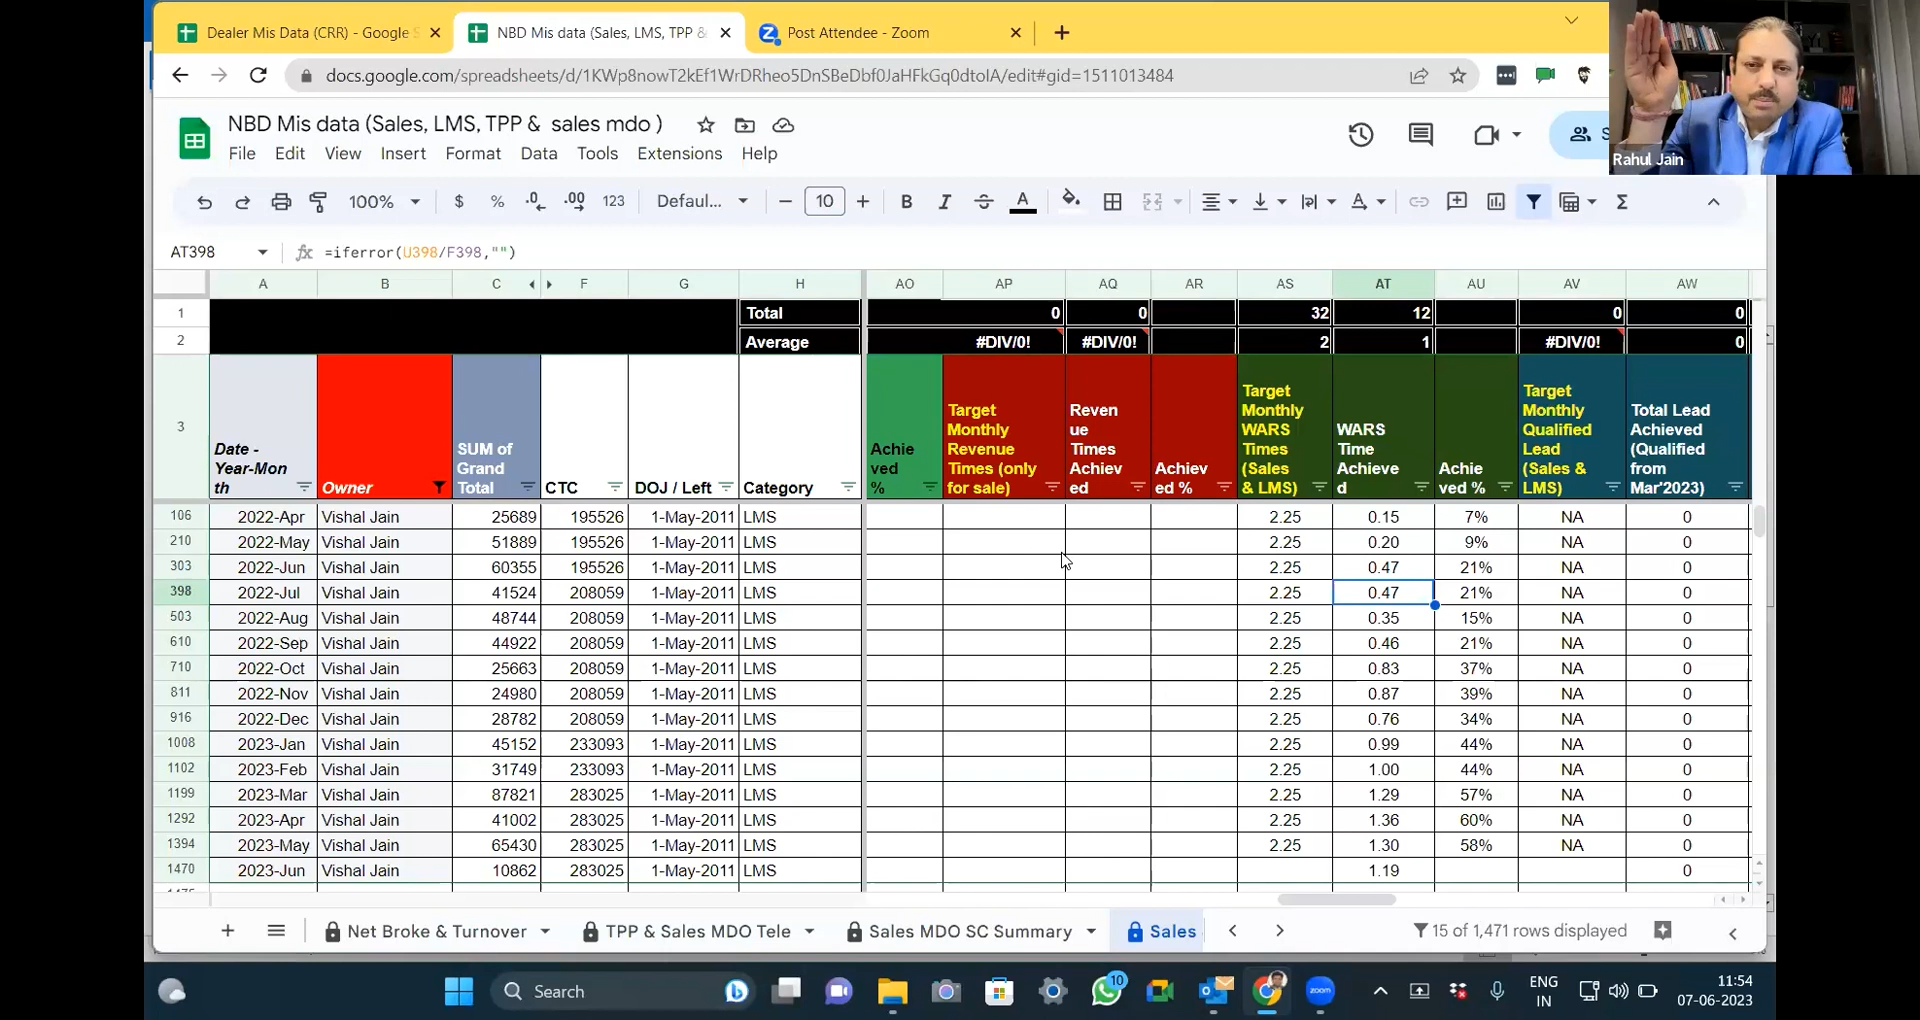 Dealer Mis Data (CRR) - Google S
NBD Mis data (Sales, LMS, TPP &
Post Attendee - Zoom
docs.google.com/spreadsheets/d/1KWp8nowT2kEf1WrDRheo5DnSBeDbf0JaHFkGq0dtoIA/edit#gid=1511013484
NBD Mis data (Sales, LMS, TPP & sales mdo )
File Edit View Insert Format Data Tools Extensions Help
S
Rahul Jain
100% $ % .0 .00 123 Defaul... 10 B I A
AT398 fx =iferror(U398/F398,"")
A B C F G H AO AP AQ AR AS AT AU AV AW
1 Total 0 0 32 12 0 0
2 Average #DIV/0! #DIV/0! 2 1 #DIV/0! 0
3
Date - Year-Month
Owner
SUM of Grand Total
CTC
DOJ / Left
Category
Achieved %
Target Monthly Revenue Times (only for sale)
Revenue Times Achieved
Achieved %
Target Monthly WARS Times (Sales & LMS)
WARS Time Achieved
Achieved %
Target Monthly Qualified Lead (Sales & LMS)
Total Lead Achieved (Qualified from Mar'2023)
106 2022-Apr Vishal Jain 25689 195526 1-May-2011 LMS 2.25 0.15 7% NA 0
210 2022-May Vishal Jain 51889 195526 1-May-2011 LMS 2.25 0.20 9% NA 0
303 2022-Jun Vishal Jain 60355 195526 1-May-2011 LMS 2.25 0.47 21% NA 0
398 2022-Jul Vishal Jain 41524 208059 1-May-2011 LMS 2.25 0.47 21% NA 0
503 2022-Aug Vishal Jain 48744 208059 1-May-2011 LMS 2.25 0.35 15% NA 0
610 2022-Sep Vishal Jain 44922 208059 1-May-2011 LMS 2.25 0.46 21% NA 0
710 2022-Oct Vishal Jain 25663 208059 1-May-2011 LMS 2.25 0.83 37% NA 0
811 2022-Nov Vishal Jain 24980 208059 1-May-2011 LMS 2.25 0.87 39% NA 0
916 2022-Dec Vishal Jain 28782 208059 1-May-2011 LMS 2.25 0.76 34% NA 0
1008 2023-Jan Vishal Jain 45152 233093 1-May-2011 LMS 2.25 0.99 44% NA 0
1102 2023-Feb Vishal Jain 31749 233093 1-May-2011 LMS 2.25 1.00 44% NA 0
1199 2023-Mar Vishal Jain 87821 283025 1-May-2011 LMS 2.25 1.29 57% NA 0
1292 2023-Apr Vishal Jain 41002 283025 1-May-2011 LMS 2.25 1.36 60% NA 0
1394 2023-May Vishal Jain 65430 283025 1-May-2011 LMS 2.25 1.30 58% NA 0
1470 2023-Jun Vishal Jain 10862 283025 1-May-2011 LMS 1.19 0
Net Broke & Turnover TPP & Sales MDO Tele Sales MDO SC Summary Sales 15 of 1,471 rows displayed
Search 10 zoom ENG IN 11:54 07-06-2023